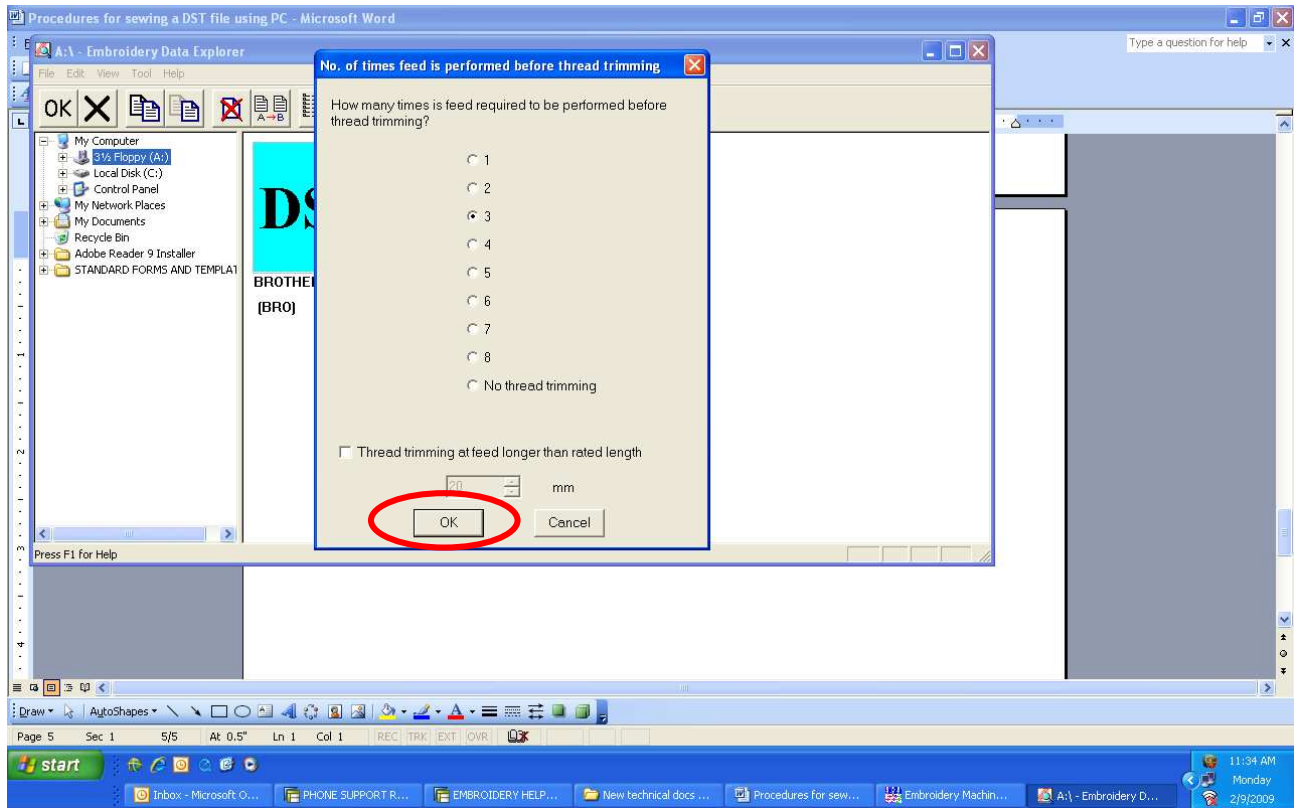 Procedures for sewing a DST file using PC - Microsoft Word
Type a question for help
A:\ - Embroidery Data Explorer
File Edit View Tool Help
OK
A→B
My Computer
3½ Floppy (A:)
Local Disk (C:)
Control Panel
My Network Places
My Documents
Recycle Bin
Adobe Reader 9 Installer
STANDARD FORMS AND TEMPLAT
DS
BROTHER
(BRO)
Press F1 for Help
No. of times feed is performed before thread trimming
How many times is feed required to be performed before
thread trimming?
1
2
3
4
5
6
7
8
No thread trimming
Thread trimming at feed longer than rated length
20 mm
OK Cancel
Draw AutoShapes
Page 5 Sec 1 5/5 At 0.5" Ln 1 Col 1 REC TRK EXT OVR
start
11:34 AM
Monday
2/9/2009
Inbox - Microsoft O... PHONE SUPPORT R... EMBROIDERY HELP... New technical docs ... Procedures for sew... Embroidery Machin... A:\ - Embroidery D...